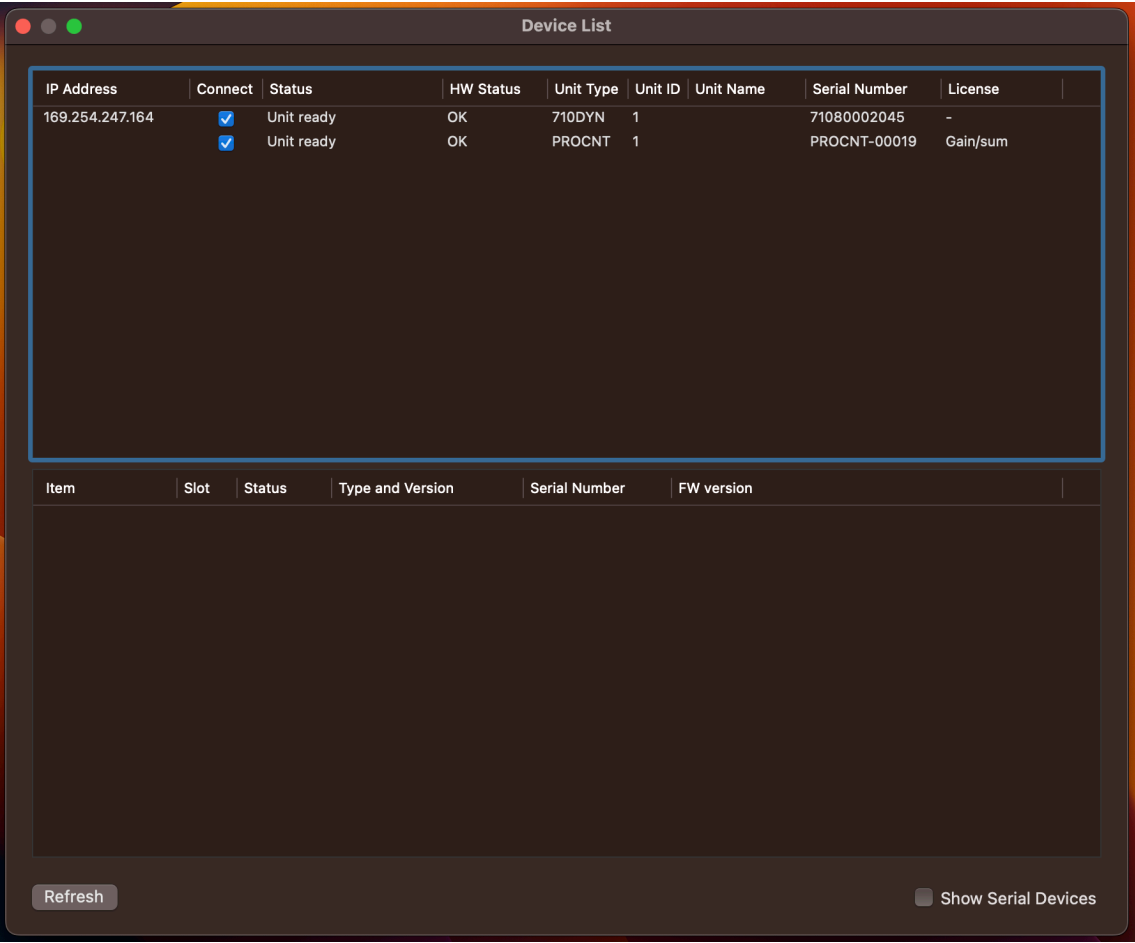 Device List
IP Address Connect Status HW Status Unit Type Unit ID Unit Name Serial Number License
169.254.247.164 Unit ready OK 710DYN 1 71080002045 -
Unit ready OK PROCNT 1 PROCNT-00019 Gain/sum
Item Slot Status Type and Version Serial Number FW version
Refresh Show Serial Devices